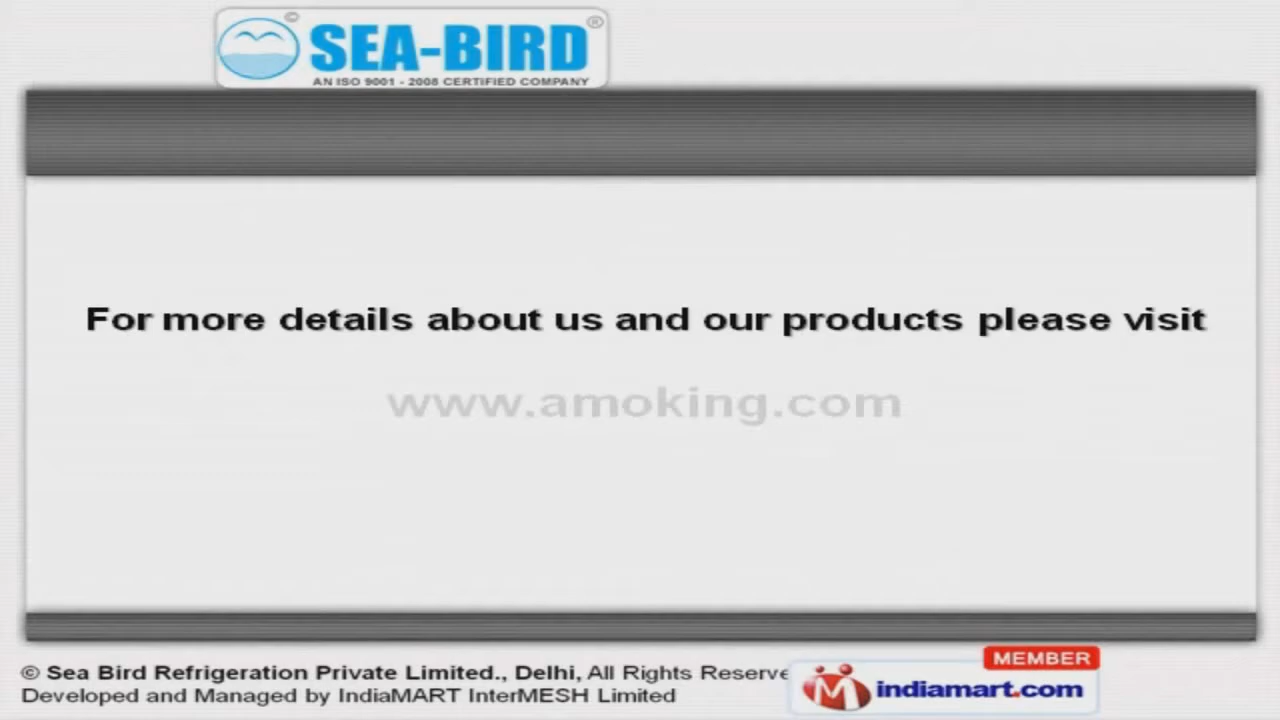 ©
SEA-BIRD®
AN ISO 9001 - 2008 CERTIFIED COMPANY
For more details about us and our products please visit
www.amoking.com
© Sea Bird Refrigeration Private Limited., Delhi, All Rights Reserve
Developed and Managed by IndiaMART InterMESH Limited
MEMBER
indiamart.com